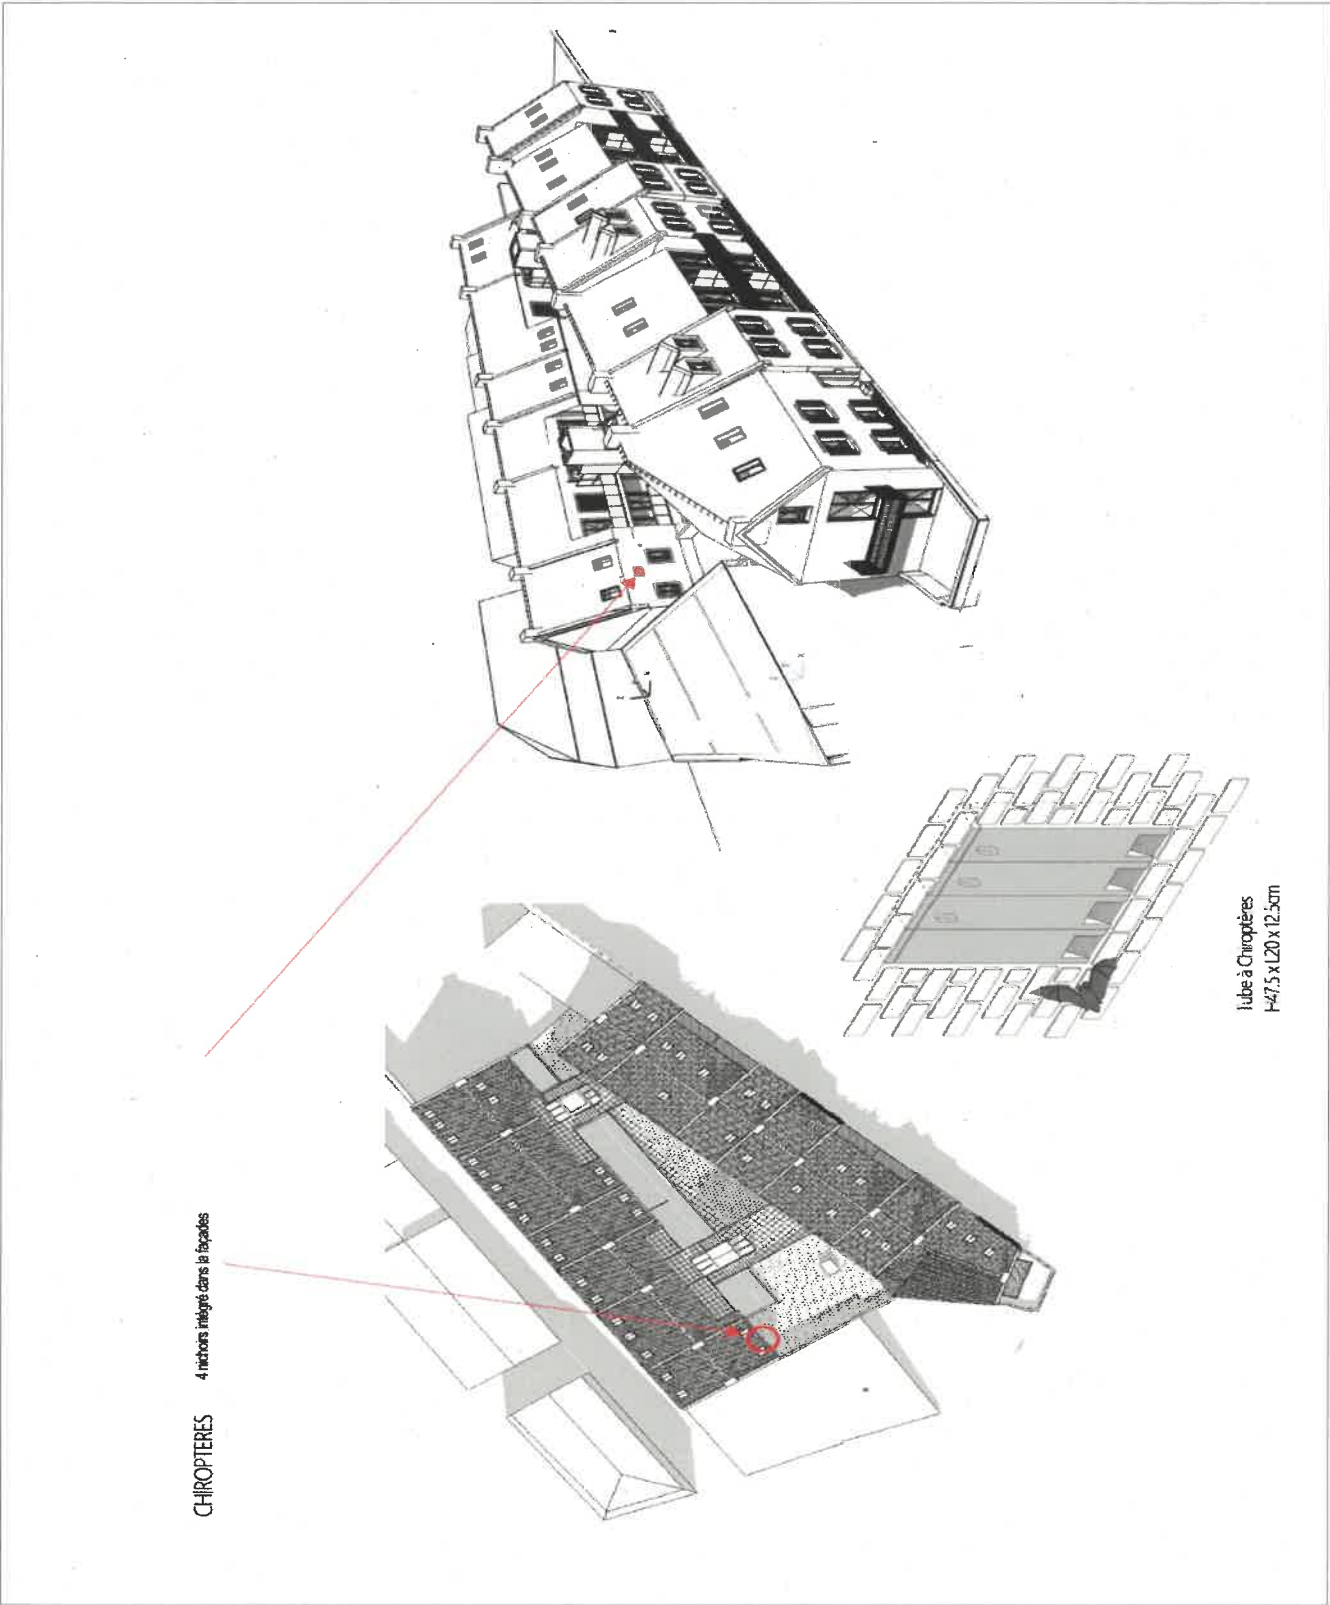 CHIROPTERES
4 nichoirs intégré dans la façades
Tube à Chiroptères
H47.5 x L20 x 12.5cm